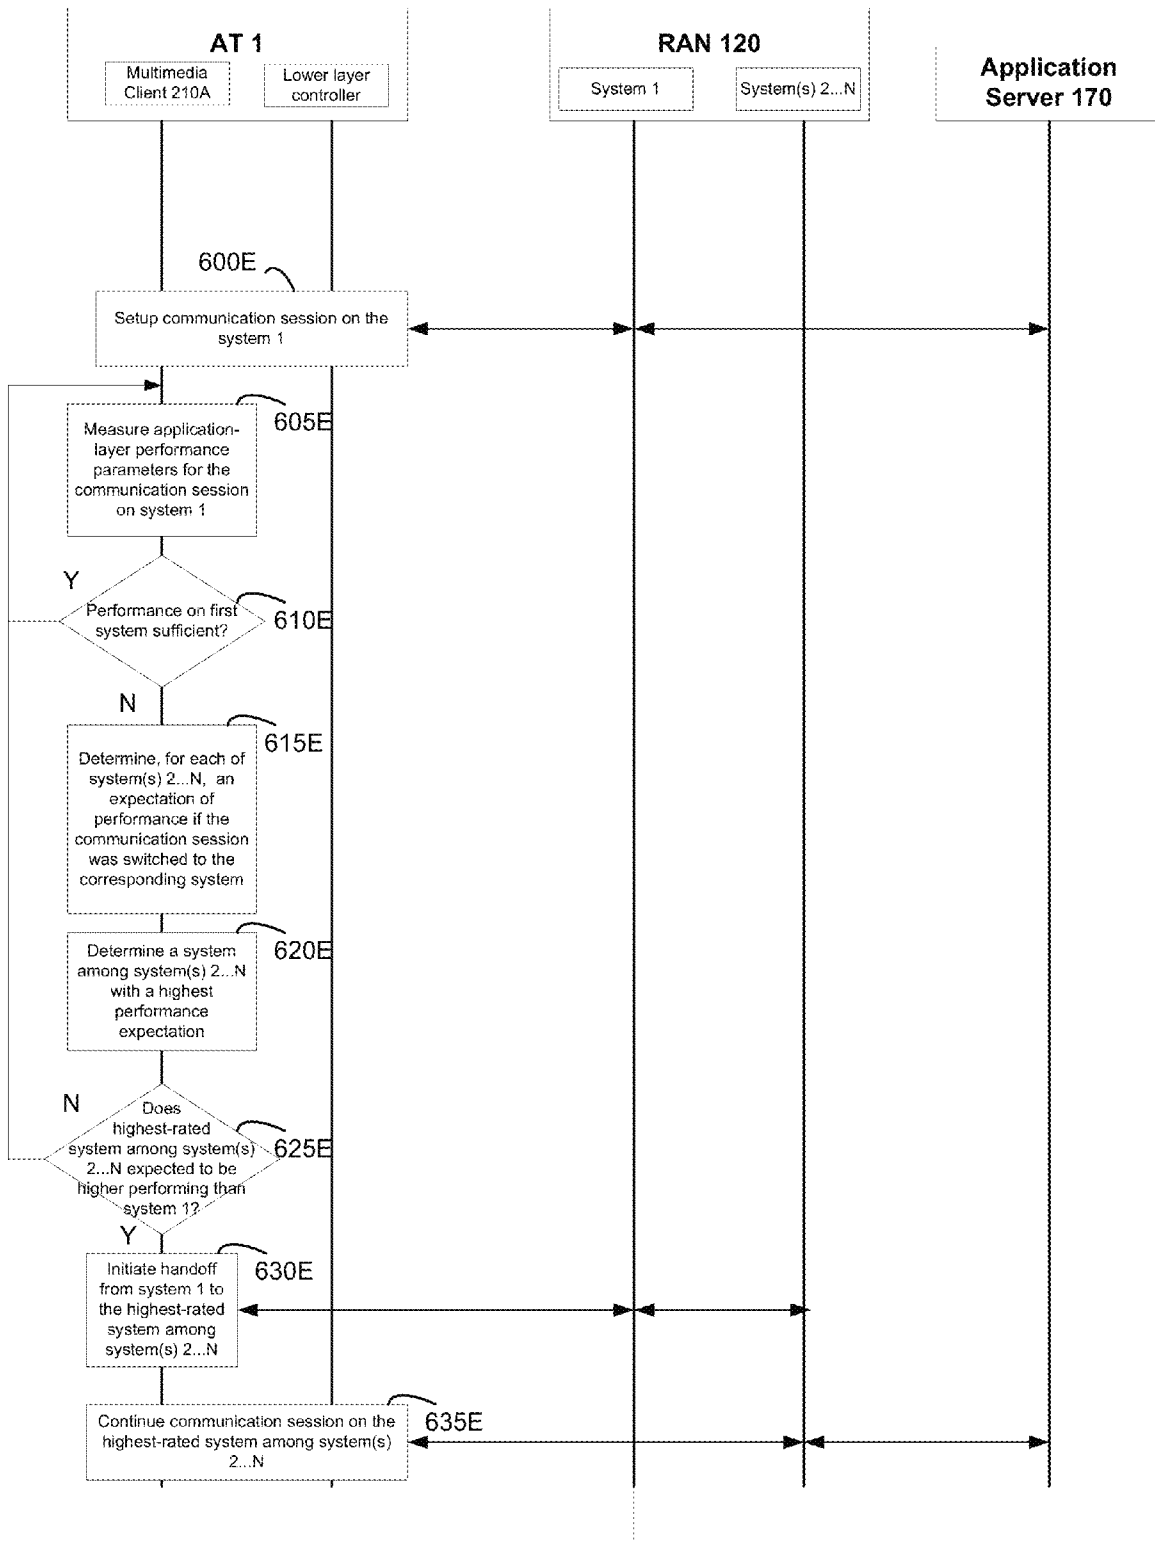 AT 1
RAN 120
Application
Server 170
Multimedia
Client 210A
Lower layer
controller
System 1
System(s) 2...N
600E
Setup communication session on the
system 1
605E
Measure application-
layer performance
parameters for the
communication session
on system 1
Y
610E
Performance on first
system sufficient?
N
615E
Determine, for each of
system(s) 2...N, an
expectation of
performance if the
communication session
was switched to the
corresponding system
620E
Determine a system
among system(s) 2...N
with a highest
performance
expectation
N
625E
Does
highest-rated
system among system(s)
2...N expected to be
higher performing than
system 1?
Y
630E
Initiate handoff
from system 1 to
the highest-rated
system among
system(s) 2...N
635E
Continue communication session on the
highest-rated system among system(s)
2...N